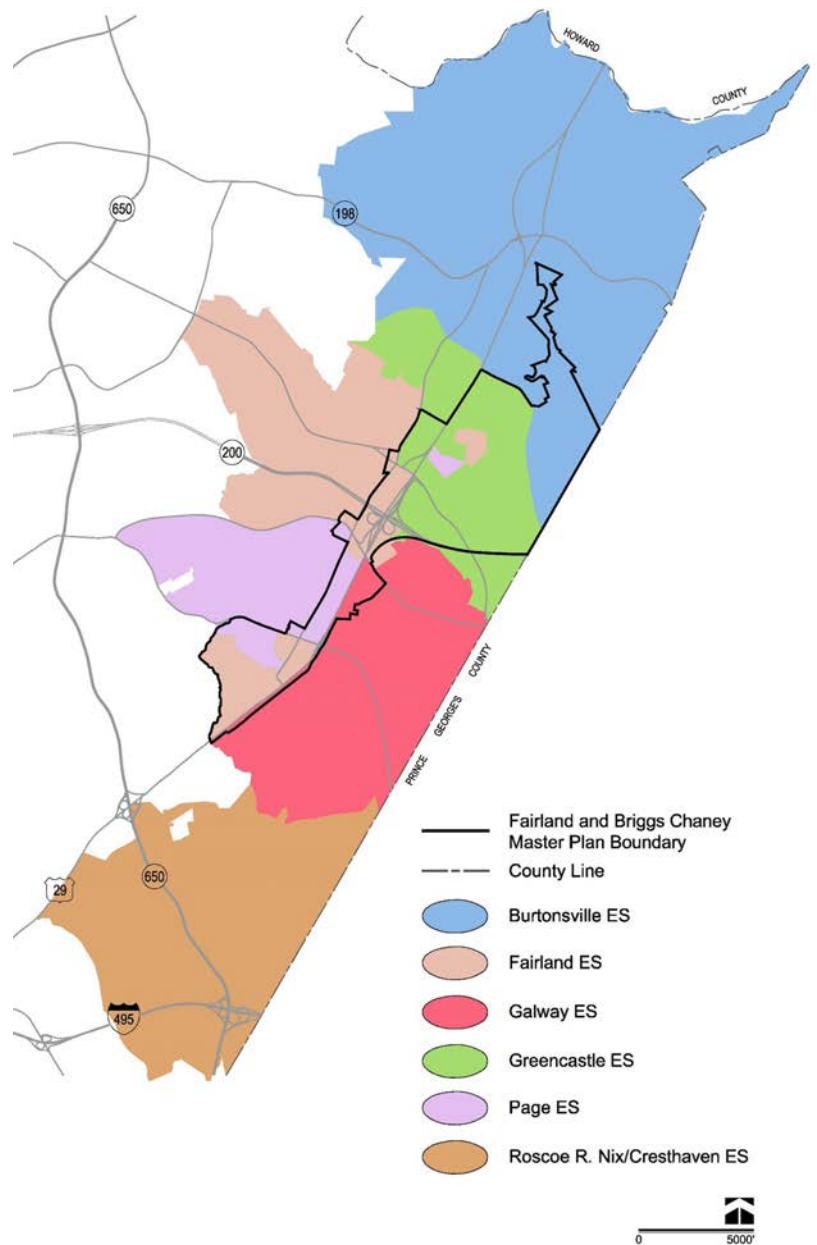 HOWARD
COUNTY
650
198
200
PRINCE GEORGE'S COUNTY
29
650
495
Fairland and Briggs Chaney
Master Plan Boundary
County Line
Burtonsville ES
Fairland ES
Galway ES
Greencastle ES
Page ES
Roscoe R. Nix/Cresthaven ES
0 5000'